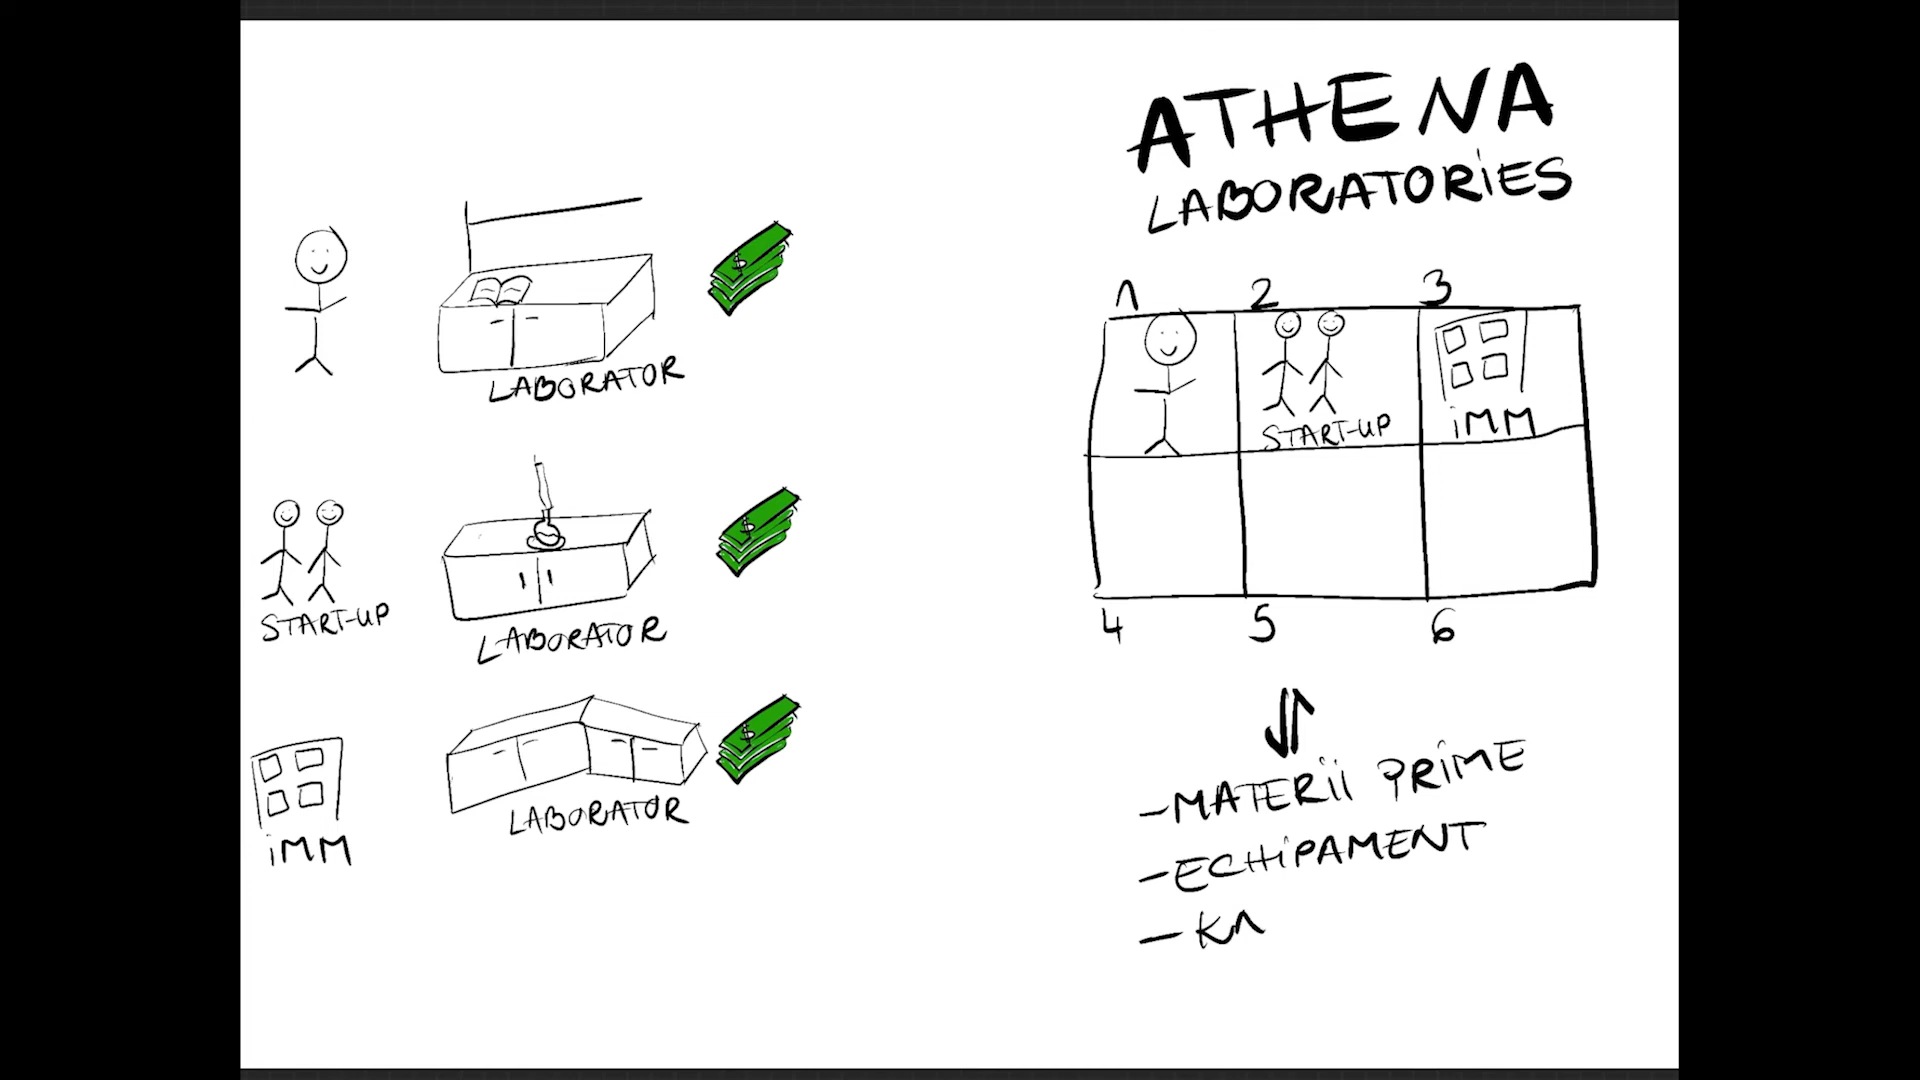 ATHENA
LABORATORIES
LABORATOR
START-UP
LABORATOR
iMM
LABORATOR
1 2 3
START-UP
iMM
4 5 6
-MATERii PRiME
-ECHiPAMENT
-
$
$
$